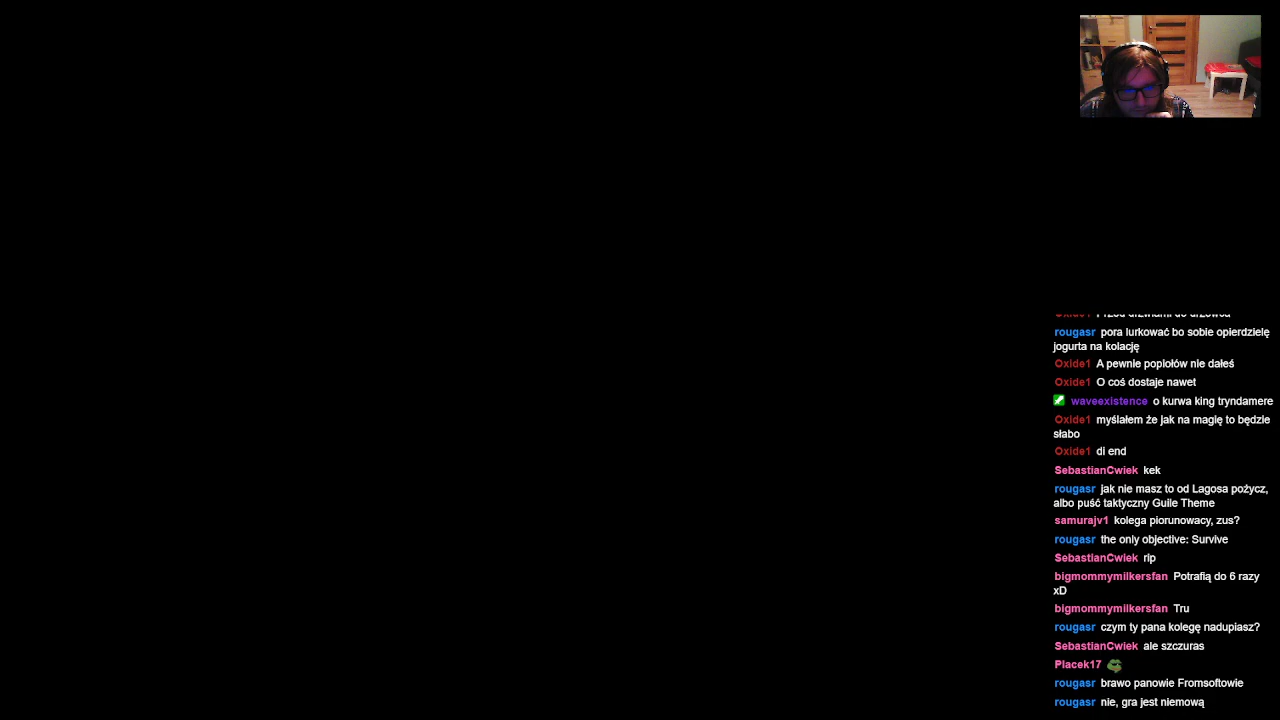 rougasr pora lurkować bo sobie opierdzielę
jogurta na kolację
Oxide1 A pewnie popiołów nie dałeś
Oxide1 O coś dostaje nawet
waveexistence o kurwa king tryndamere
Oxide1 myślałem że jak na magię to będzie
słabo
Oxide1 di end
SebastianCwiek kek
rougasr jak nie masz to od Lagosa pożycz,
albo puść taktyczny Guile Theme
samurajv1 kolega piorunowacy, zus?
rougasr the only objective: Survive
SebastianCwiek rip
bigmommymilkersfan Potrafią do 6 razy
xD
bigmommymilkersfan Tru
rougasr czym ty pana kolegę nadupiasz?
SebastianCwiek ale szczuras
Placek17
rougasr brawo panowie Fromsoftowie
rougasr nie, gra jest niemową